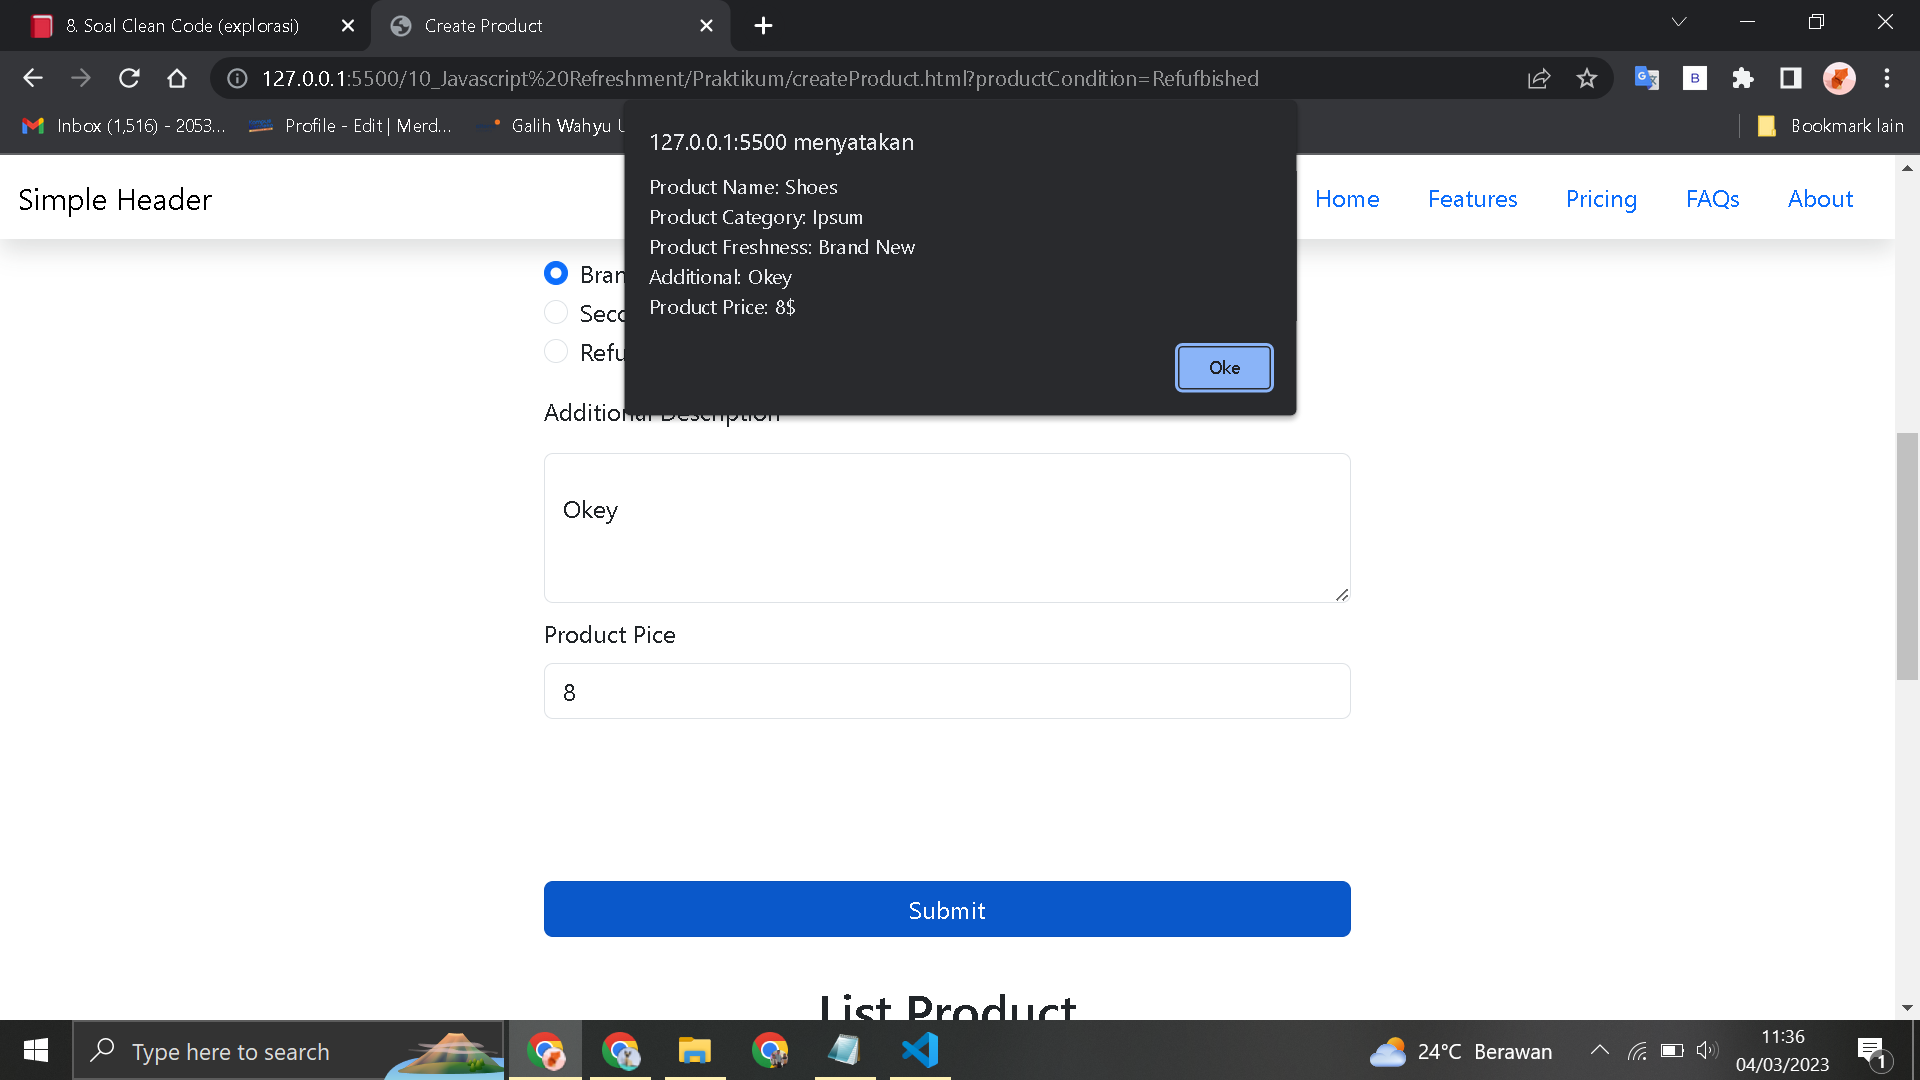 8. Soal Clean Code (explorasi)
Create Product
127.0.0.1:5500/10_Javascript%20Refreshment/Praktikum/createProduct.html?productCondition=Refufbished
Inbox (1,516) - 2053...
Profile - Edit | Merd...
Galih Wahyu U
Bookmark lain
127.0.0.1:5500 menyatakan
Product Name: Shoes
Product Category: Ipsum
Product Freshness: Brand New
Additional: Okey
Product Price: 8$
Oke
Simple Header
Home
Features
Pricing
FAQs
About
Bran
Seco
Refu
Additional Description
Okey
Product Pice
8
Submit
List Product
Type here to search
24°C Berawan
11:36
04/03/2023
1